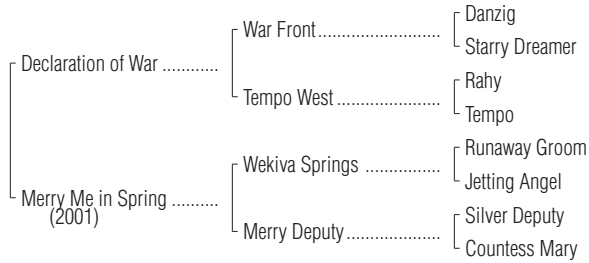 Danzig
War Front..........................
Starry Dreamer
Declaration of War ............
Rahy
Tempo West ......................
Tempo
Runaway Groom
Wekiva Springs ................
Jetting Angel
Merry Me in Spring ..........
(2001)
Silver Deputy
Merry Deputy....................
Countess Mary